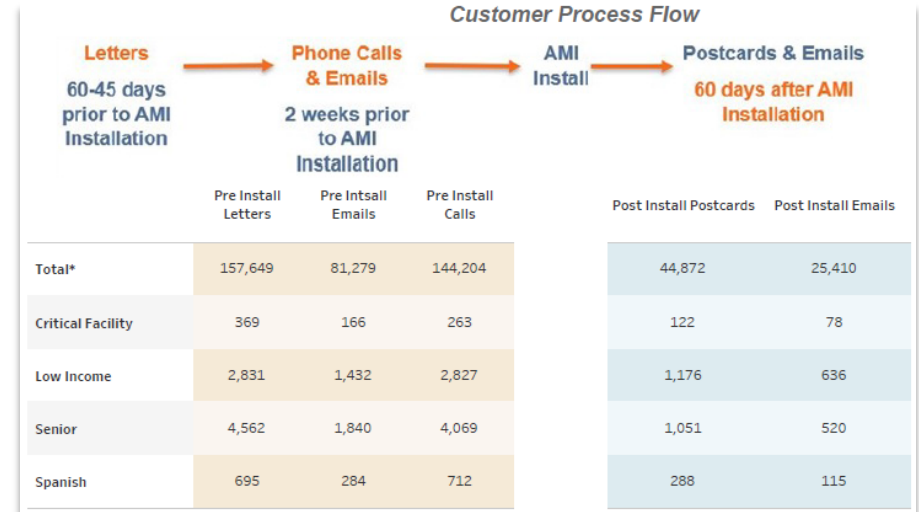 Customer Process Flow
Letters
60-45 days
prior to AMI
Installation
Phone Calls
& Emails
2 weeks prior
to AMI
Installation
AMI
Install
Postcards & Emails
60 days after AMI
Installation
Pre Install
Letters
Pre Intsall
Emails
Pre Install
Calls
Post Install Postcards
Post Install Emails
Total* 157,649 81,279 144,204 44,872 25,410
Critical Facility 369 166 263 122 78
Low Income 2,831 1,432 2,827 1,176 636
Senior 4,562 1,840 4,069 1,051 520
Spanish 695 284 712 288 115